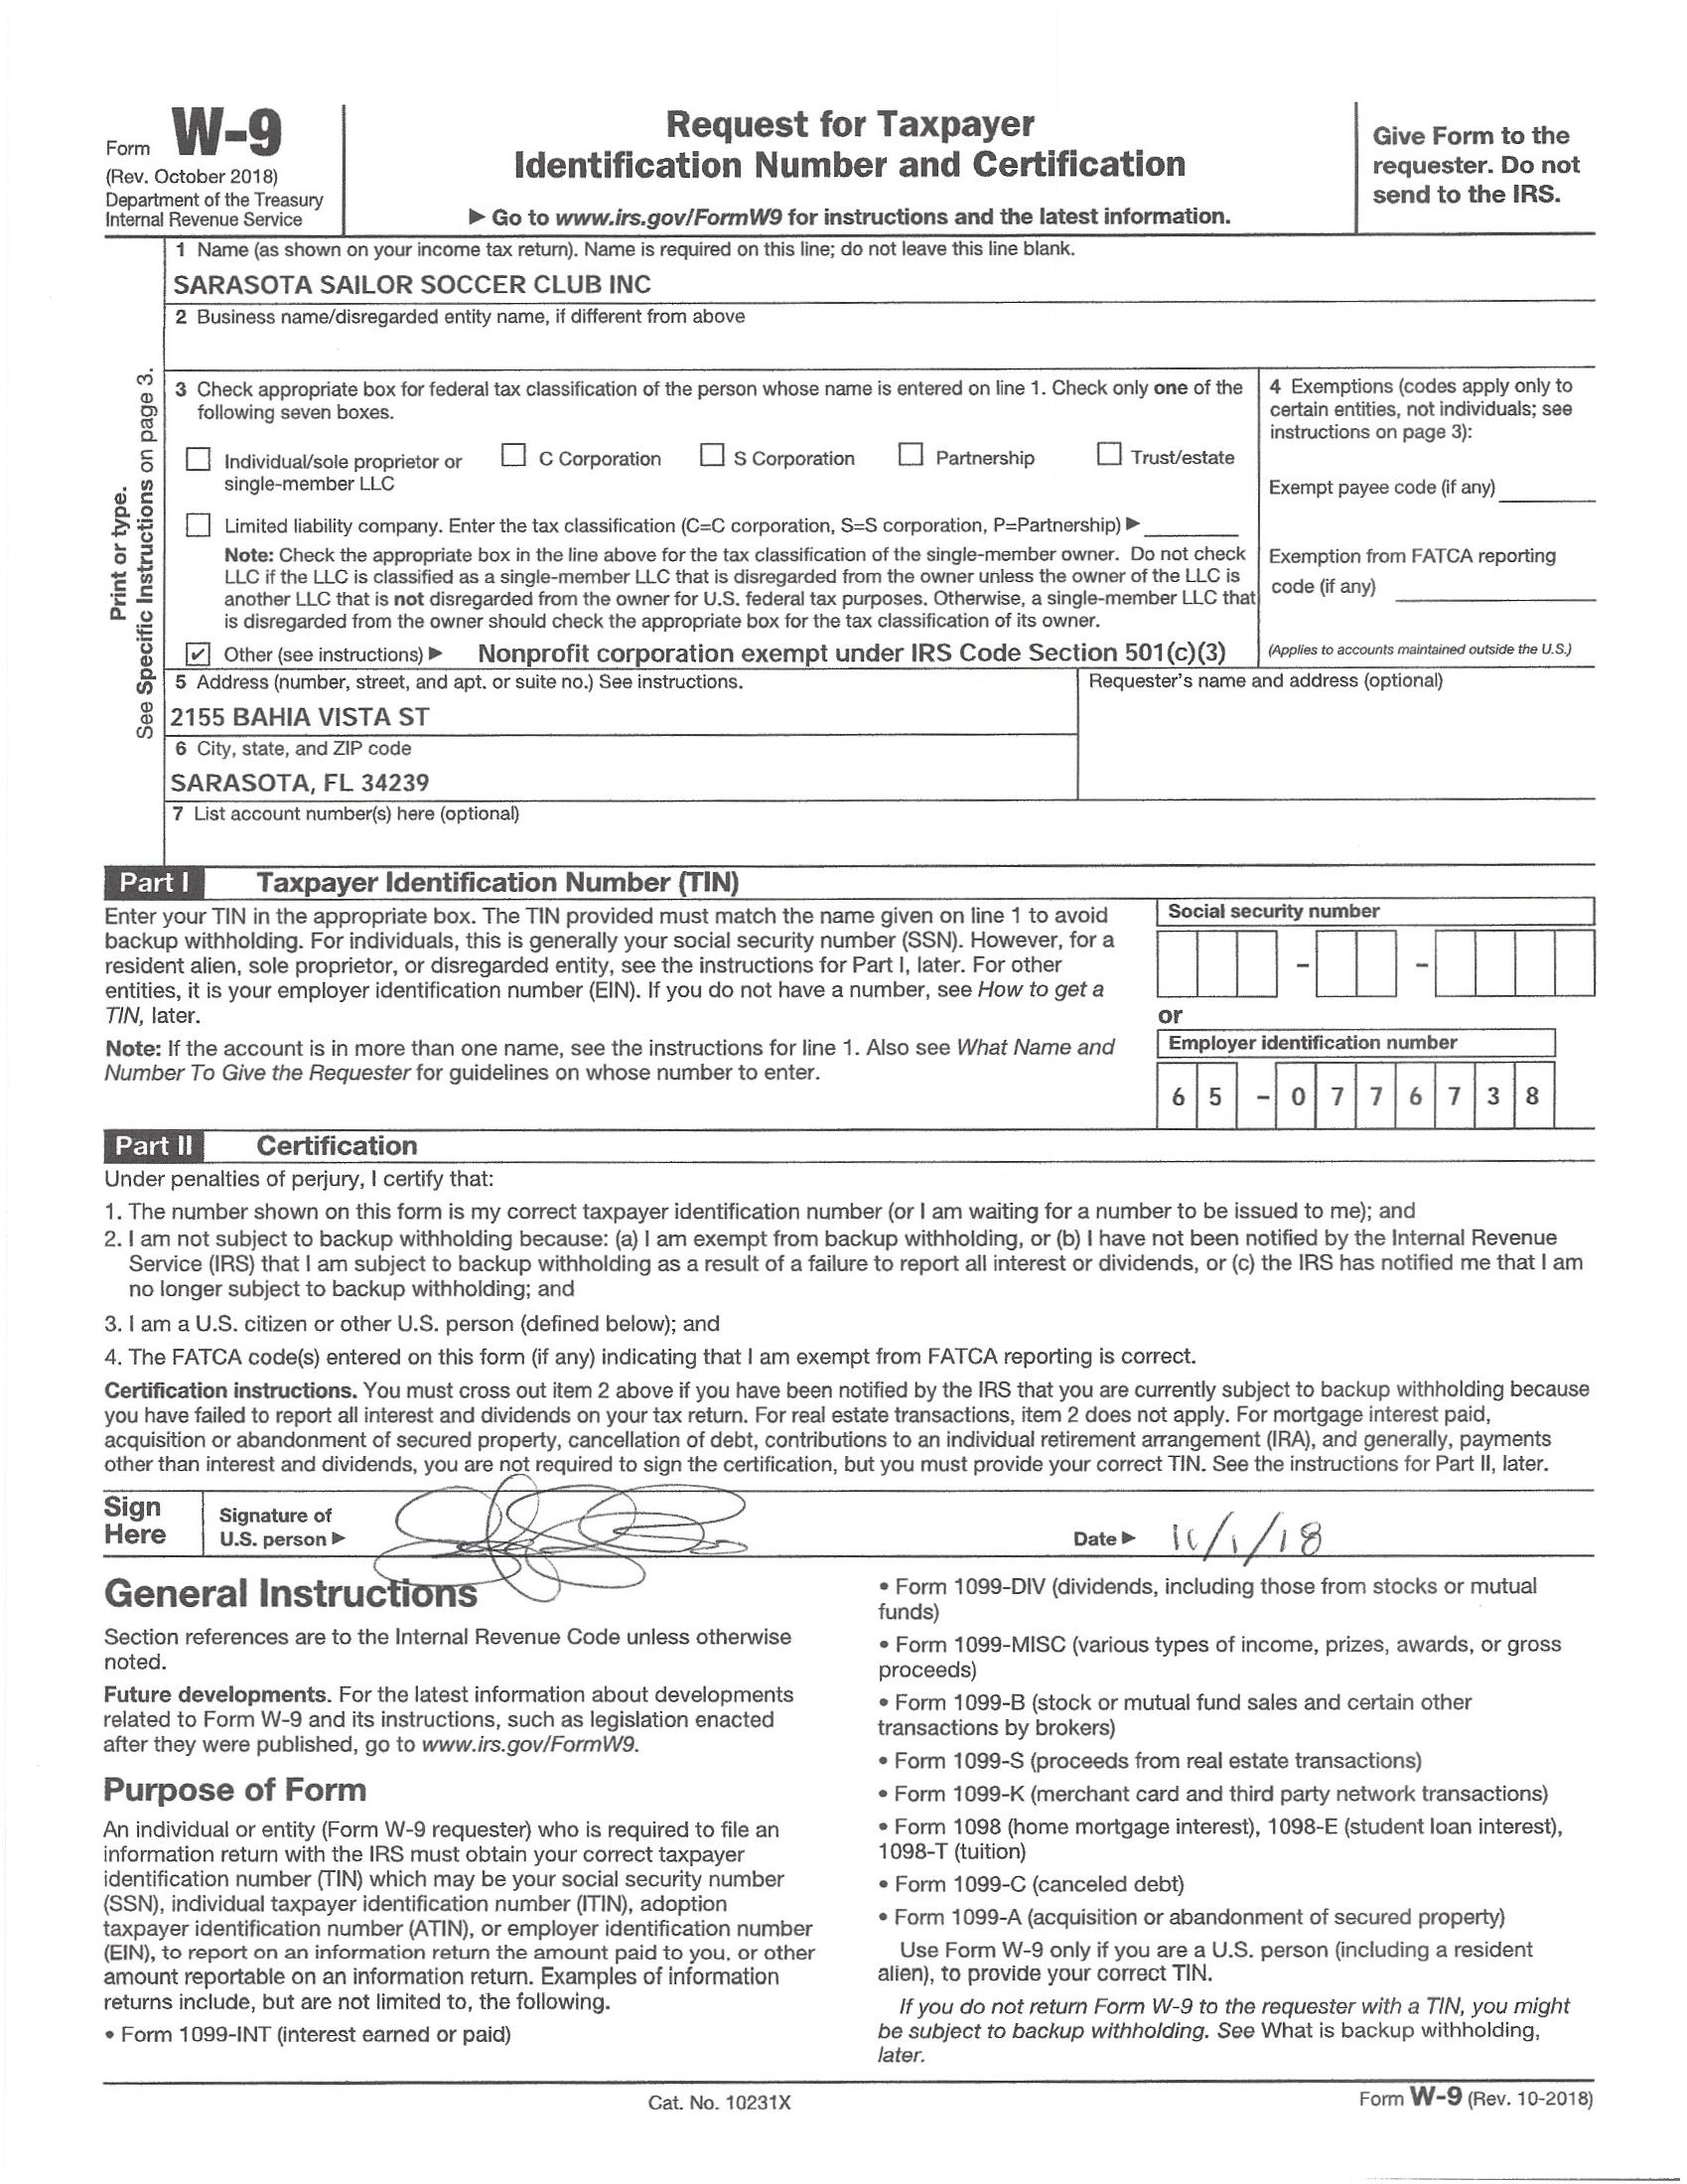 Form W-9
(Rev. October 2018)
Department of the Treasury
Internal Revenue Service
Request for Taxpayer
Identification Number and Certification
▶ Go to www.irs.gov/FormW9 for instructions and the latest information.
Give Form to the
requester. Do not
send to the IRS.
Print or type.
See Specific Instructions on page 3.
1 Name (as shown on your income tax return). Name is required on this line; do not leave this line blank.
SARASOTA SAILOR SOCCER CLUB INC
2 Business name/disregarded entity name, if different from above
3 Check appropriate box for federal tax classification of the person whose name is entered on line 1. Check only one of the
following seven boxes.
Individual/sole proprietor or
single-member LLC
C Corporation
S Corporation
Partnership
Trust/estate
Limited liability company. Enter the tax classification (C=C corporation, S=S corporation, P=Partnership) ▶
Note: Check the appropriate box in the line above for the tax classification of the single-member owner. Do not check
LLC if the LLC is classified as a single-member LLC that is disregarded from the owner unless the owner of the LLC is
another LLC that is not disregarded from the owner for U.S. federal tax purposes. Otherwise, a single-member LLC that
is disregarded from the owner should check the appropriate box for the tax classification of its owner.
✔ Other (see instructions) ▶ Nonprofit corporation exempt under IRS Code Section 501(c)(3)
4 Exemptions (codes apply only to
certain entities, not individuals; see
instructions on page 3):
Exempt payee code (if any)
Exemption from FATCA reporting
code (if any)
(Applies to accounts maintained outside the U.S.)
5 Address (number, street, and apt. or suite no.) See instructions.
2155 BAHIA VISTA ST
Requester's name and address (optional)
6 City, state, and ZIP code
SARASOTA, FL 34239
7 List account number(s) here (optional)
Part I Taxpayer Identification Number (TIN)
Enter your TIN in the appropriate box. The TIN provided must match the name given on line 1 to avoid
backup withholding. For individuals, this is generally your social security number (SSN). However, for a
resident alien, sole proprietor, or disregarded entity, see the instructions for Part I, later. For other
entities, it is your employer identification number (EIN). If you do not have a number, see How to get a
TIN, later.
Note: If the account is in more than one name, see the instructions for line 1. Also see What Name and
Number To Give the Requester for guidelines on whose number to enter.
Social security number
– –
or
Employer identification number
6 5 – 0 7 7 6 7 3 8
Part II Certification
Under penalties of perjury, I certify that:
1. The number shown on this form is my correct taxpayer identification number (or I am waiting for a number to be issued to me); and
2. I am not subject to backup withholding because: (a) I am exempt from backup withholding, or (b) I have not been notified by the Internal Revenue
Service (IRS) that I am subject to backup withholding as a result of a failure to report all interest or dividends, or (c) the IRS has notified me that I am
no longer subject to backup withholding; and
3. I am a U.S. citizen or other U.S. person (defined below); and
4. The FATCA code(s) entered on this form (if any) indicating that I am exempt from FATCA reporting is correct.
Certification instructions. You must cross out item 2 above if you have been notified by the IRS that you are currently subject to backup withholding because
you have failed to report all interest and dividends on your tax return. For real estate transactions, item 2 does not apply. For mortgage interest paid,
acquisition or abandonment of secured property, cancellation of debt, contributions to an individual retirement arrangement (IRA), and generally, payments
other than interest and dividends, you are not required to sign the certification, but you must provide your correct TIN. See the instructions for Part II, later.
Sign
Here
Signature of
U.S. person ▶
Date ▶ 11/1/18
General Instructions
Section references are to the Internal Revenue Code unless otherwise
noted.
Future developments. For the latest information about developments
related to Form W-9 and its instructions, such as legislation enacted
after they were published, go to www.irs.gov/FormW9.
Purpose of Form
An individual or entity (Form W-9 requester) who is required to file an
information return with the IRS must obtain your correct taxpayer
identification number (TIN) which may be your social security number
(SSN), individual taxpayer identification number (ITIN), adoption
taxpayer identification number (ATIN), or employer identification number
(EIN), to report on an information return the amount paid to you, or other
amount reportable on an information return. Examples of information
returns include, but are not limited to, the following.
• Form 1099-INT (interest earned or paid)
• Form 1099-DIV (dividends, including those from stocks or mutual
funds)
• Form 1099-MISC (various types of income, prizes, awards, or gross
proceeds)
• Form 1099-B (stock or mutual fund sales and certain other
transactions by brokers)
• Form 1099-S (proceeds from real estate transactions)
• Form 1099-K (merchant card and third party network transactions)
• Form 1098 (home mortgage interest), 1098-E (student loan interest),
1098-T (tuition)
• Form 1099-C (canceled debt)
• Form 1099-A (acquisition or abandonment of secured property)
Use Form W-9 only if you are a U.S. person (including a resident
alien), to provide your correct TIN.
If you do not return Form W-9 to the requester with a TIN, you might
be subject to backup withholding. See What is backup withholding,
later.
Cat. No. 10231X
Form W-9 (Rev. 10-2018)